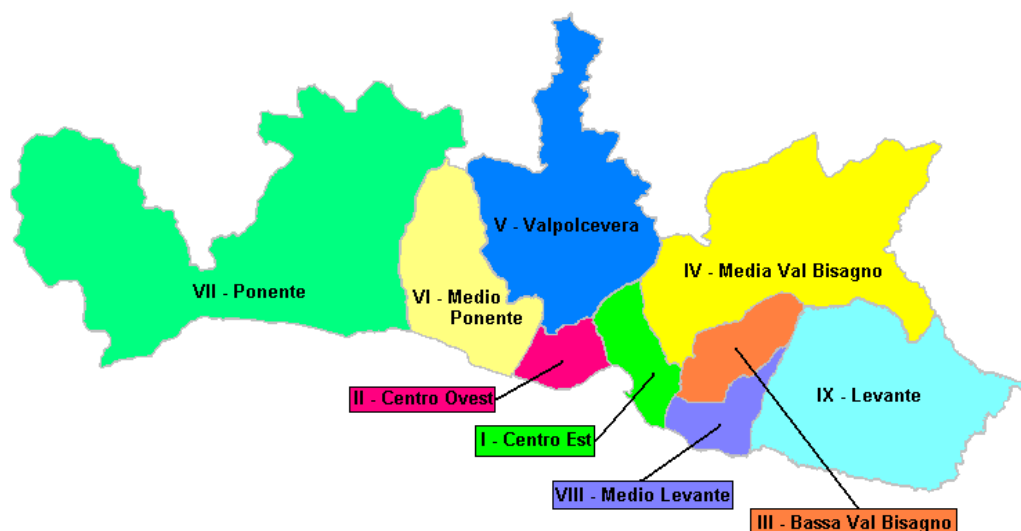 V - Valpolcevera
IV - Media Val Bisagno
VII - Ponente
VI - Medio
Ponente
II - Centro Ovest
IX - Levante
I - Centro Est
VIII - Medio Levante
III - Bassa Val Bisagno